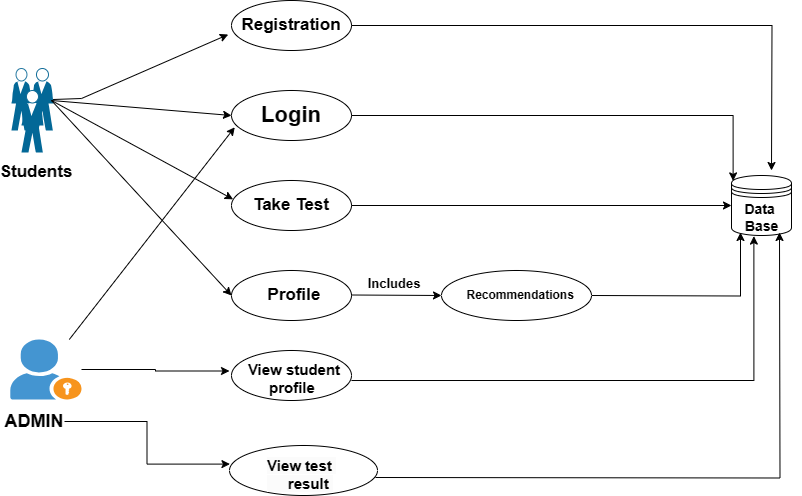 Registration
Login
Students
Take Test
Data
Base
Includes
Profile
Recommendations
View student
profile
ADMIN
View test
result